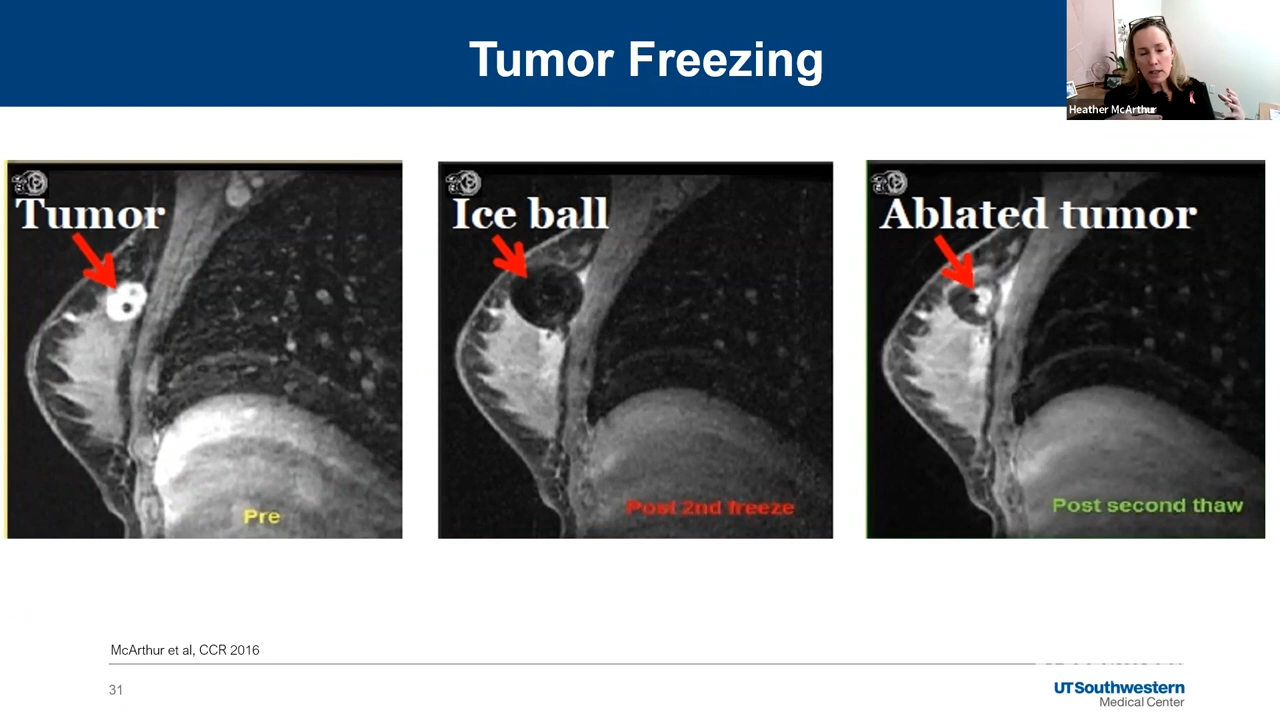 Tumor Freezing
Heather McArthur
Tumor
Ice ball
Ablated tumor
Pre
Post 2nd freeze
Post second thaw
McArthur et al, CCR 2016
31
UTSouthwestern
Medical Center